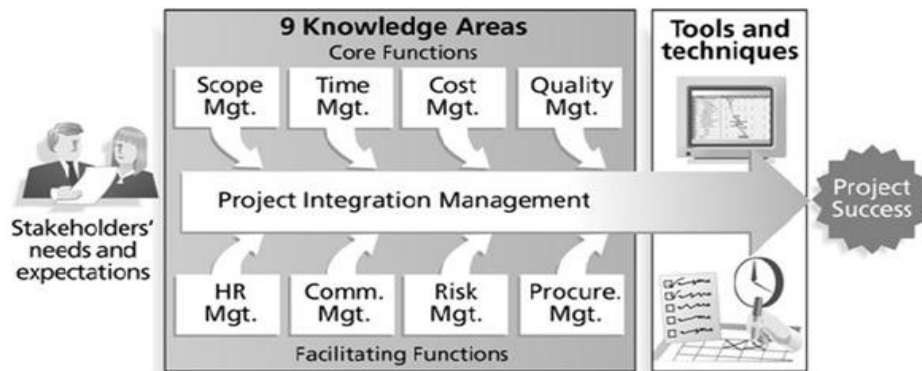 9 Knowledge Areas
Core Functions
Scope
Mgt.
Time
Mgt.
Cost
Mgt.
Quality
Mgt.
Project Integration Management
HR
Mgt.
Comm.
Mgt.
Risk
Mgt.
Procure.
Mgt.
Facilitating Functions
Stakeholders'
needs and
expectations
Tools and
techniques
Project
Success